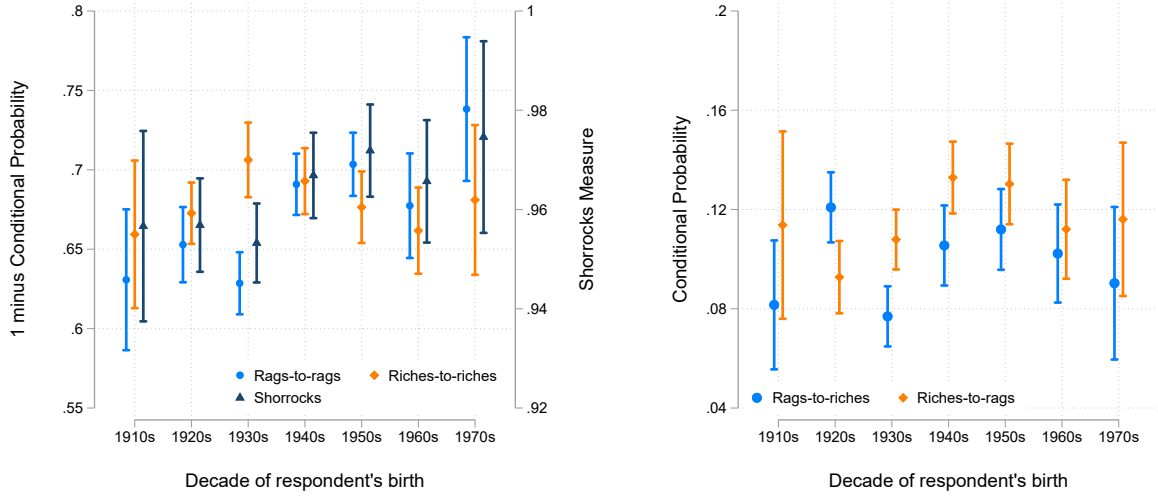 1 minus Conditional Probability
.8
.75
.7
.65
.6
.55
Shorrocks Measure
1
.98
.96
.94
.92
Rags-to-rags
Riches-to-riches
Shorrocks
1910s 1920s 1930s 1940s 1950s 1960s 1970s
Decade of respondent's birth
Conditional Probability
.2
.16
.12
.08
.04
Rags-to-riches
Riches-to-rags
1910s 1920s 1930s 1940s 1950s 1960s 1970s
Decade of respondent's birth